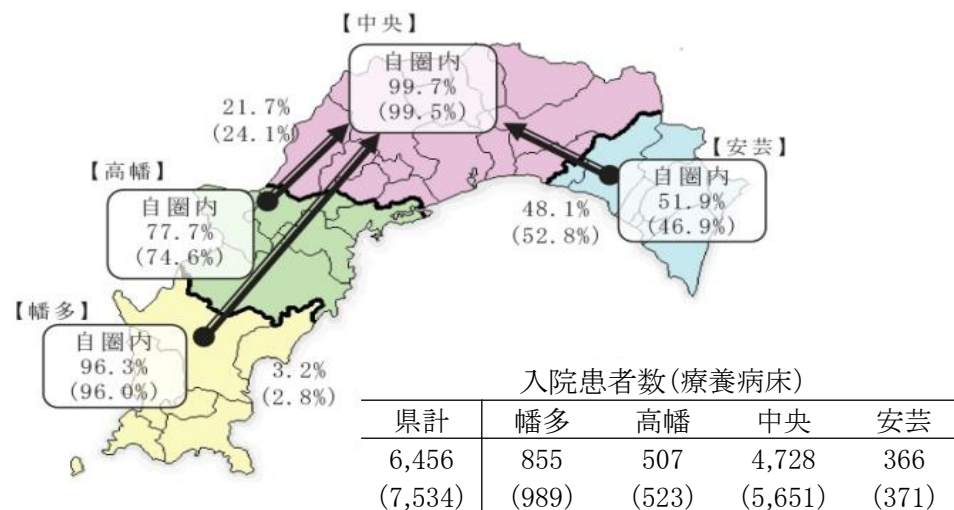 【中央】
自圏内
99.7%
(99.5%)
21.7%
(24.1%)
【高幡】
自圏内
77.7%
(74.6%)
【安芸】
自圏内
51.9%
(46.9%)
48.1%
(52.8%)
【幡多】
自圏内
96.3%
(96.0%)
3.2%
(2.8%)
入院患者数(療養病床)
県計 幡多 高幡 中央 安芸
6,456 855 507 4,728 366
(7,534) (989) (523) (5,651) (371)